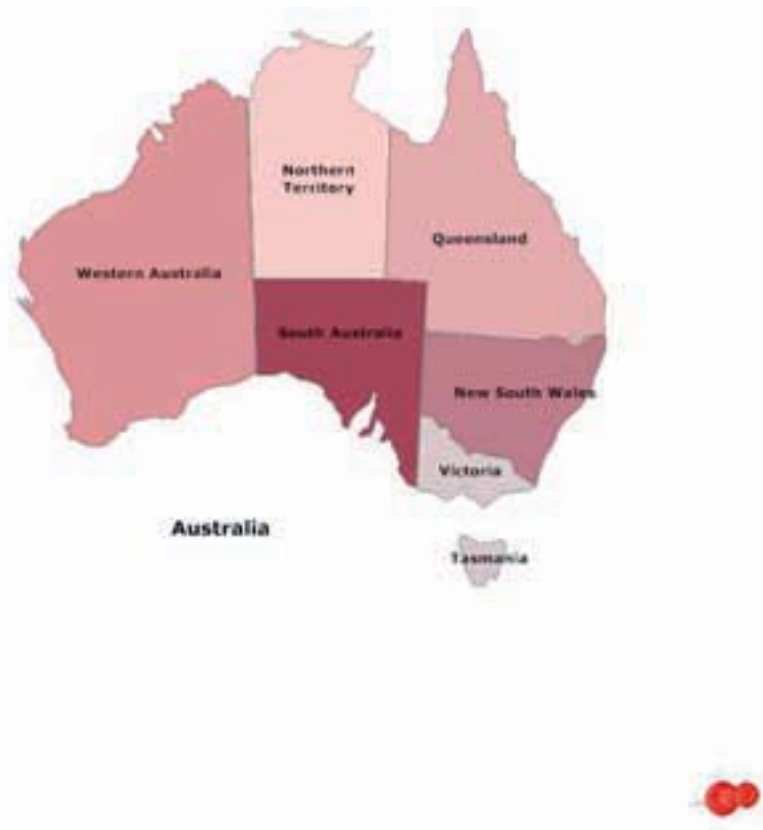 Northern
Territory
Queensland
Western Australia
South Australia
New South Wales
Victoria
Australia
Tasmania